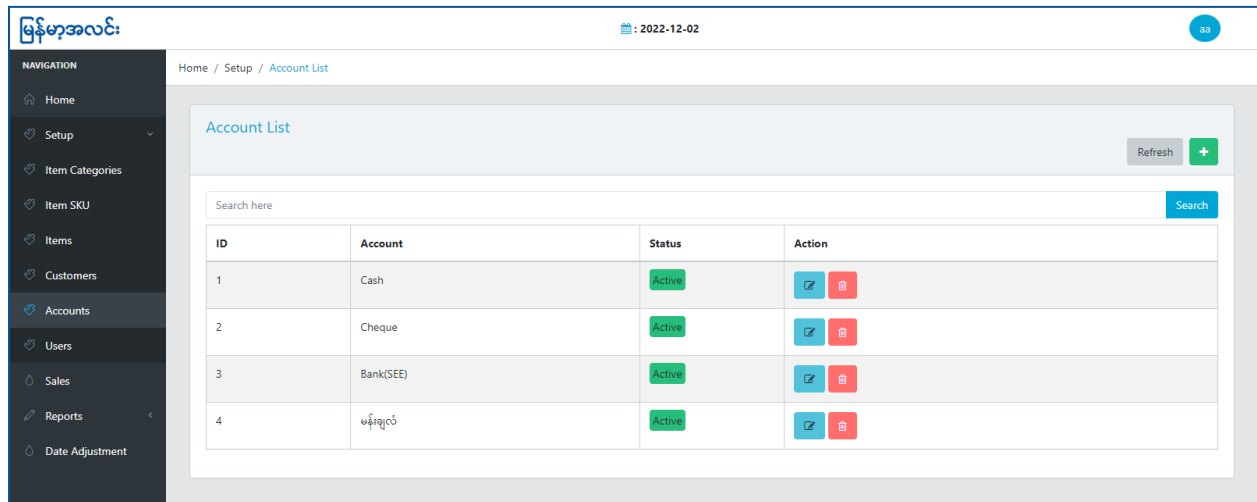 မြန်မာ့အလင်း
: 2022-12-02
aa
NAVIGATION
Home
Setup
Item Categories
Item SKU
Items
Customers
Accounts
Users
Sales
Reports
Date Adjustment
Home / Setup / Account List
Account List
Refresh +
Search here Search
ID Account Status Action
1 Cash Active
2 Cheque Active
3 Bank(SEE) Active
4 မန်းချလံ Active